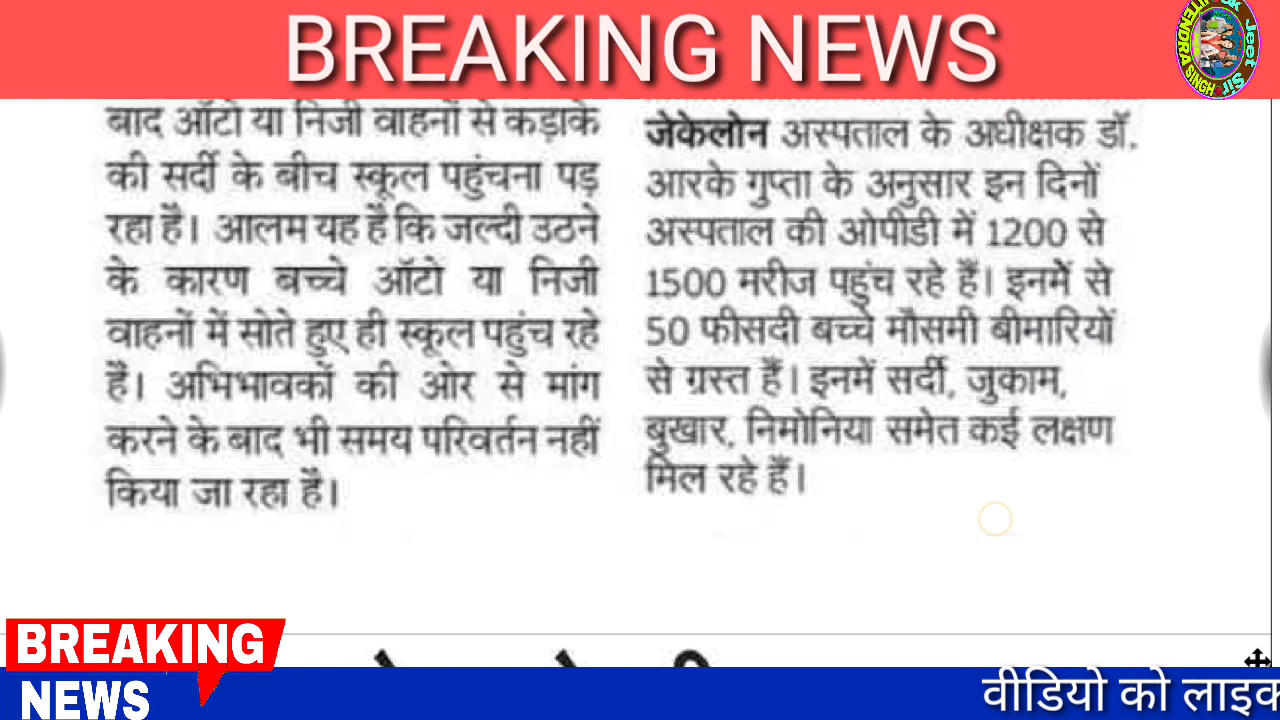 BREAKING NEWS
बाद ऑटो या निजी वाहनों से कड़ाके
की सर्दी के बीच स्कूल पहुंचना पड़
रहा है। आलम यह है कि जल्दी उठने
के कारण बच्चे ऑटो या निजी
वाहनों में सोते हुए ही स्कूल पहुंच रहे
है। अभिभावकों की ओर से मांग
करने के बाद भी समय परिवर्तन नहीं
किया जा रहा है।
जेकेलोन अस्पताल के अधीक्षक डॉ.
आरके गुप्ता के अनुसार इन दिनों
अस्पताल की ओपीडी में 1200 से
1500 मरीज पहुंच रहे हैं। इनमें से
50 फीसदी बच्चे मौसमी बीमारियों
से ग्रस्त हैं। इनमें सर्दी, जुकाम,
बुखार, निमोनिया समेत कई लक्षण
मिल रहे हैं।
Jeet Sir
SINGH
BREAKING
NEWS
वीडियो को लाइक